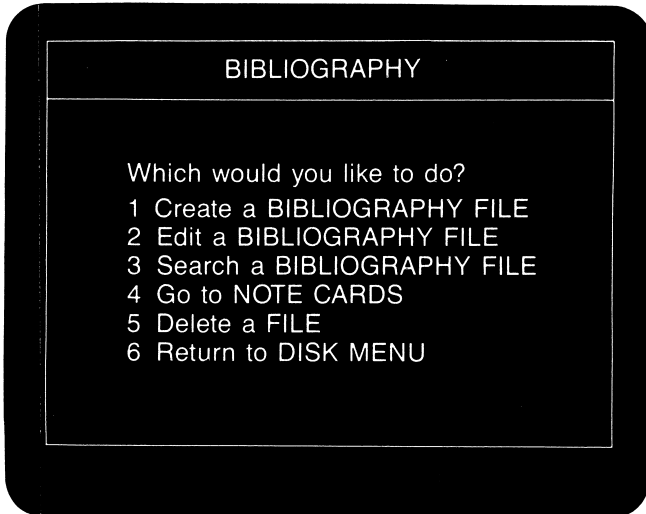 BIBLIOGRAPHY
Which would you like to do?
1 Create a BIBLIOGRAPHY FILE
2 Edit a BIBLIOGRAPHY FILE
3 Search a BIBLIOGRAPHY FILE
4 Go to NOTE CARDS
5 Delete a FILE
6 Return to DISK MENU